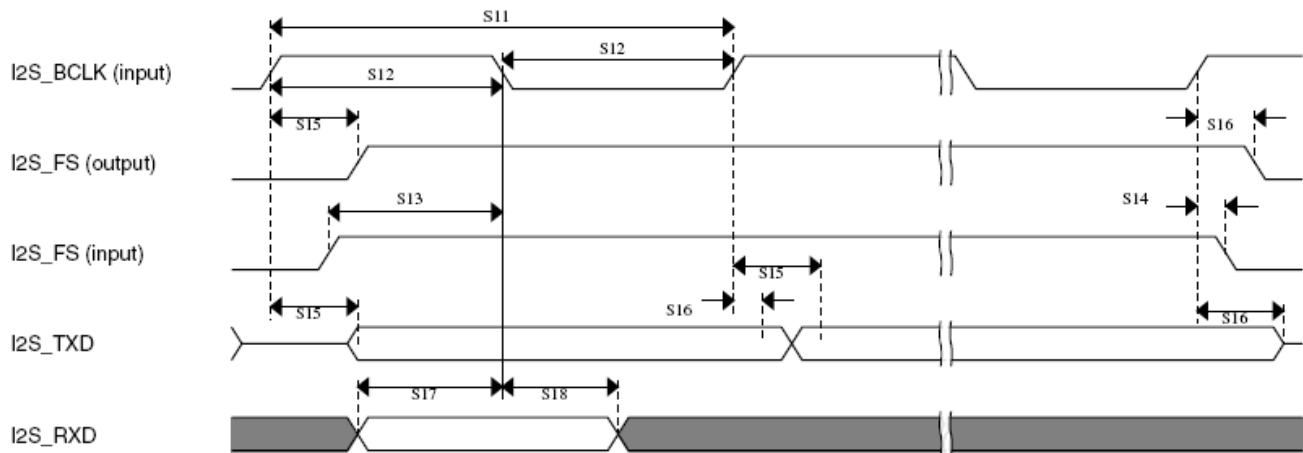 S11
I2S_BCLK (input)
S12
S12
S15
S16
I2S_FS (output)
S13
S14
I2S_FS (input)
S15
S15
S16
S16
I2S_TXD
S17
S18
I2S_RXD